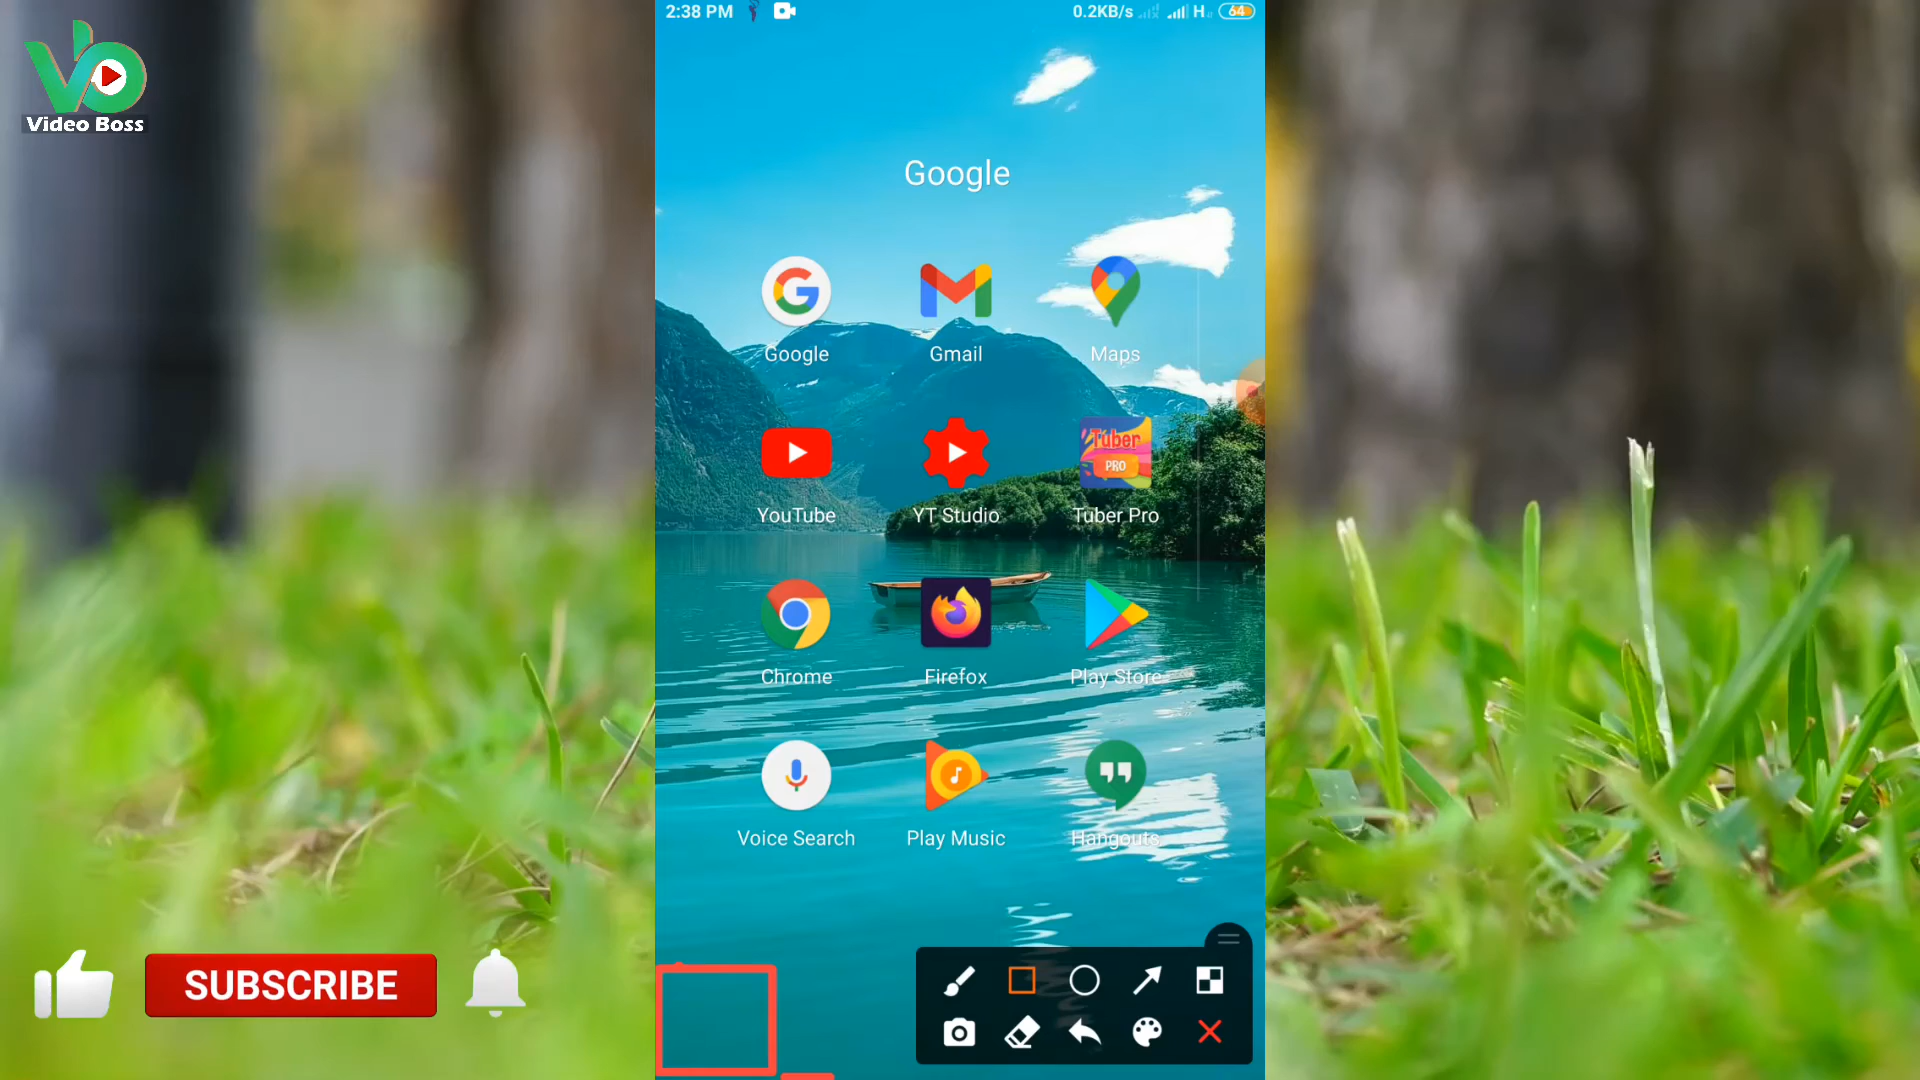 Video Boss
2:38 PM
0.2KB/s H 64
Google
Google Gmail Maps
Tuber
PRO
YouTube YT Studio Tuber Pro
Chrome Firefox Play Store
Voice Search Play Music Hangouts
SUBSCRIBE